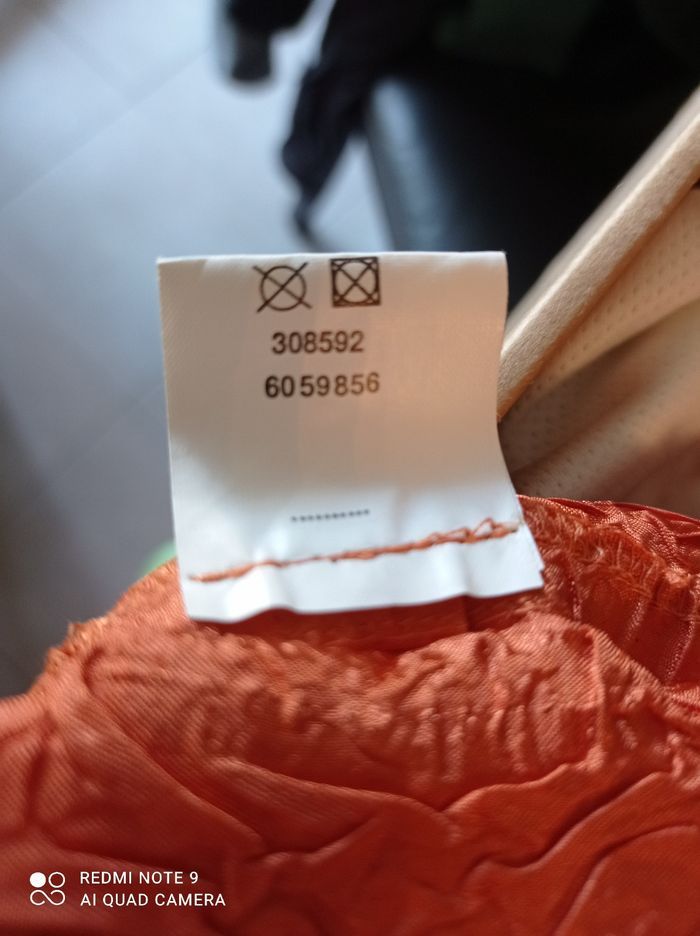 308592
6059856
REDMI NOTE 9
AI QUAD CAMERA